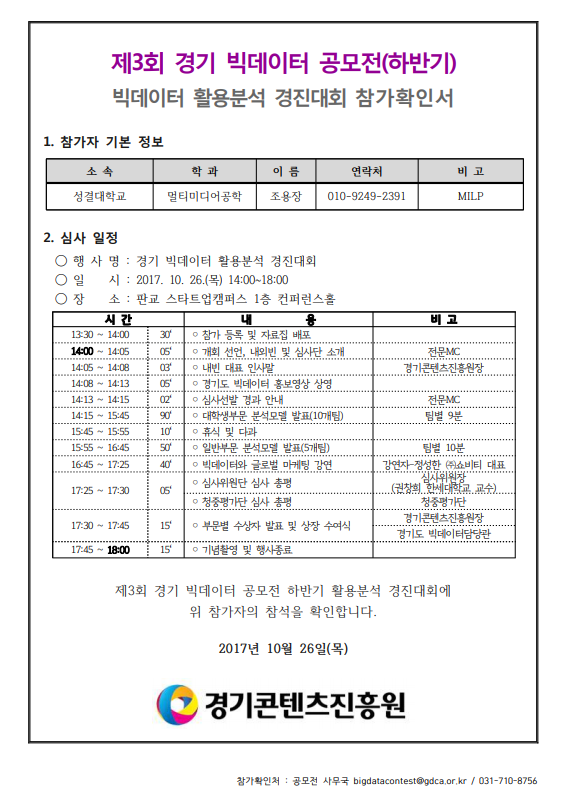 제3회 경기 빅데이터 공모전(하반기)
빅데이터 활용분석 경진대회 참가확인서
1. 참가자 기본 정보
소 속 학 과 이 름 연락처 비 고
성결대학교 멀티미디어공학 조용장 010-9249-2391 MILP
2. 심사 일정
○ 행 사 명 : 경기 빅데이터 활용분석 경진대회
○ 일 시 : 2017. 10. 26.(목) 14:00~18:00
○ 장 소 : 판교 스타트업캠퍼스 1층 컨퍼런스홀
시 간 내 용 비 고
13:30 ~ 14:00 30' ○ 참가 등록 및 자료집 배포
14:00 ~ 14:05 05' ○ 개회 선언, 내외빈 및 심사단 소개 전문MC
14:05 ~ 14:08 03' ○ 내빈 대표 인사말 경기콘텐츠진흥원장
14:08 ~ 14:13 05' ○ 경기도 빅데이터 홍보영상 상영
14:13 ~ 14:15 02' ○ 심사선발 경과 안내 전문MC
14:15 ~ 15:45 90' ○ 대학생부문 분석모델 발표(10개팀) 팀별 9분
15:45 ~ 15:55 10' ○ 휴식 및 다과
15:55 ~ 16:45 50' ○ 일반부문 분석모델 발표(5개팀) 팀별 10분
16:45 ~ 17:25 40' ○ 빅데이터와 글로벌 마케팅 강연 강연자-정성한 ㈜쇼비티 대표
17:25 ~ 17:30 05' ○ 심사위원단 심사 총평 심사위원장
(권창희 한세대학교 교수)
○ 청중평가단 심사 총평 청중평가단
17:30 ~ 17:45 15' ○ 부문별 수상자 발표 및 상장 수여식 경기콘텐츠진흥원장
경기도 빅데이터담당관
17:45 ~ 18:00 15' ○ 기념촬영 및 행사종료
제3회 경기 빅데이터 공모전 하반기 활용분석 경진대회에
위 참가자의 참석을 확인합니다.
2017년 10월 26일(목)
경기콘텐츠진흥원
참가확인처 : 공모전 사무국 bigdatacontest@gdca.or.kr / 031-710-8756